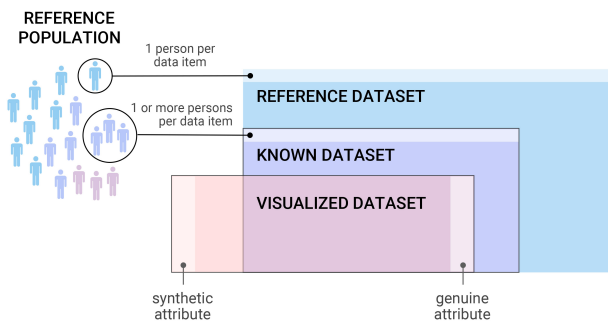 REFERENCE
POPULATION
1 person per
data item
1 or more persons
per data item
REFERENCE DATASET
KNOWN DATASET
VISUALIZED DATASET
synthetic
attribute
genuine
attribute